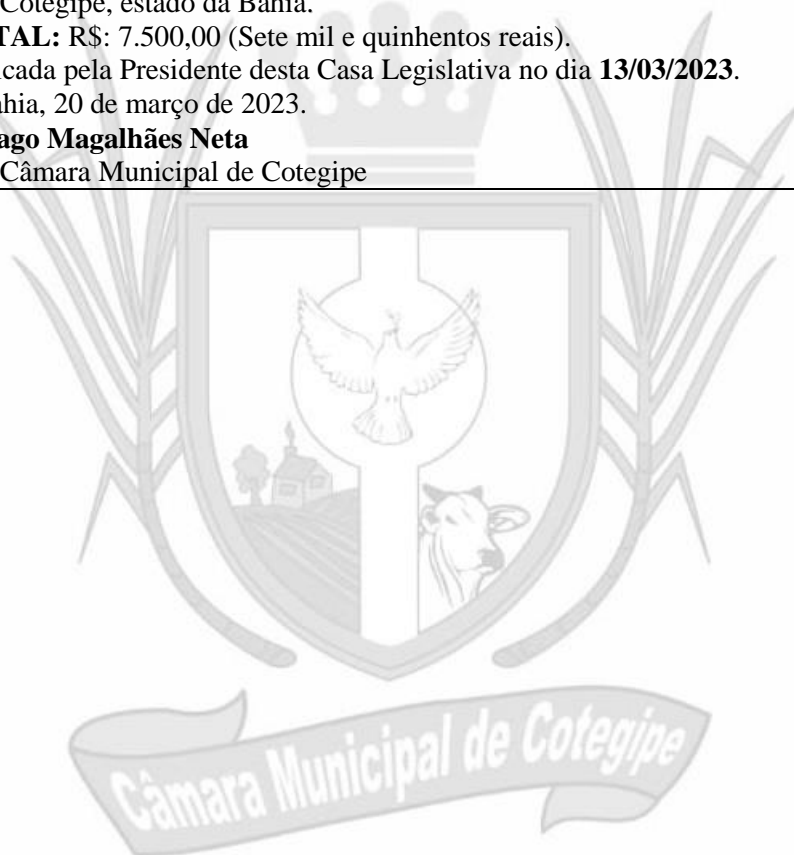 Cotegipe, estado da Bahia.
TAL: R$: 7.500,00 (Sete mil e quinhentos reais).
cada pela Presidente desta Casa Legislativa no dia 13/03/2023.
ahia, 20 de março de 2023.
ago Magalhães Neta
Câmara Municipal de Cotegipe
Câmara Municipal de Cotegipe